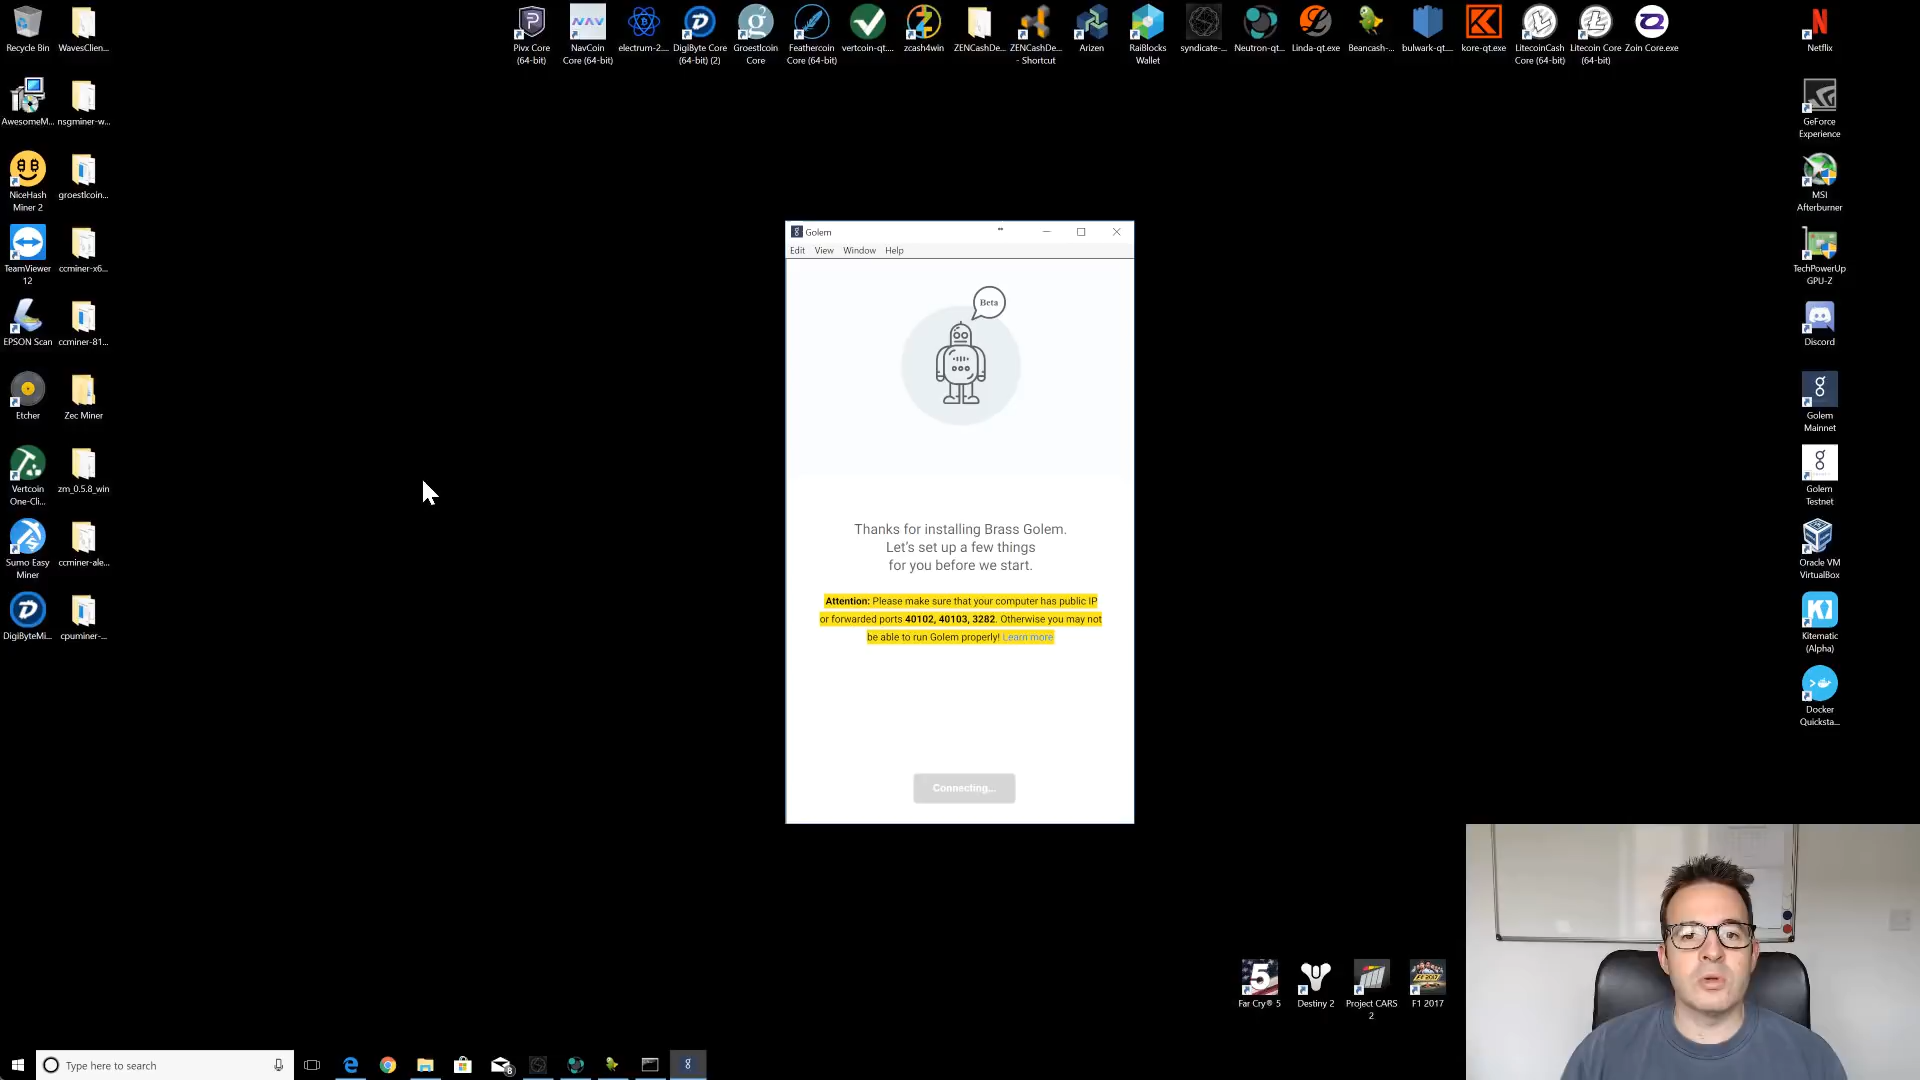 Recycle Bin
WavesClien...
Pivx Core
(64-bit)
NavCoin
Core (64-bit)
electrum-2....
DigiByte Core
(64-bit) (2)
Groestlcoin
Core
Feathercoin
Core (64-bit)
vertcoin-qt....
zcash4win
ZENCashDe...
ZENCashDe...
- Shortcut
Arizen
RaiBlocks
Wallet
syndicate-...
Neutron-qt...
Linda-qt.exe
Beancash-...
bulwark-qt....
kore-qt.exe
LitecoinCash
Core (64-bit)
Litecoin Core
(64-bit)
Zoin Core.exe
Netflix
AwesomeM...
nsgminer-w...
GeForce
Experience
NiceHash
Miner 2
groestlcoin...
MSI
Afterburner
TeamViewer
12
ccminer-x6...
TechPowerUp
GPU-Z
EPSON Scan
ccminer-81...
Discord
Etcher
Zec Miner
Golem
Mainnet
Vertcoin
One-Cli...
zm_0.5.8_win
Golem
Testnet
Sumo Easy
Miner
ccminer-ale...
Oracle VM
VirtualBox
DigiByteMi...
cpuminer-...
Kitematic
(Alpha)
Docker
Quicksta...
Golem
Edit View Window Help
Beta
Thanks for installing Brass Golem.
Let's set up a few things
for you before we start.
Attention: Please make sure that your computer has public IP
or forwarded ports 40102, 40103, 3282. Otherwise you may not
be able to run Golem properly! Learn more
Connecting...
Far Cry® 5
Destiny 2
Project CARS
2
F1 2017
Type here to search
8